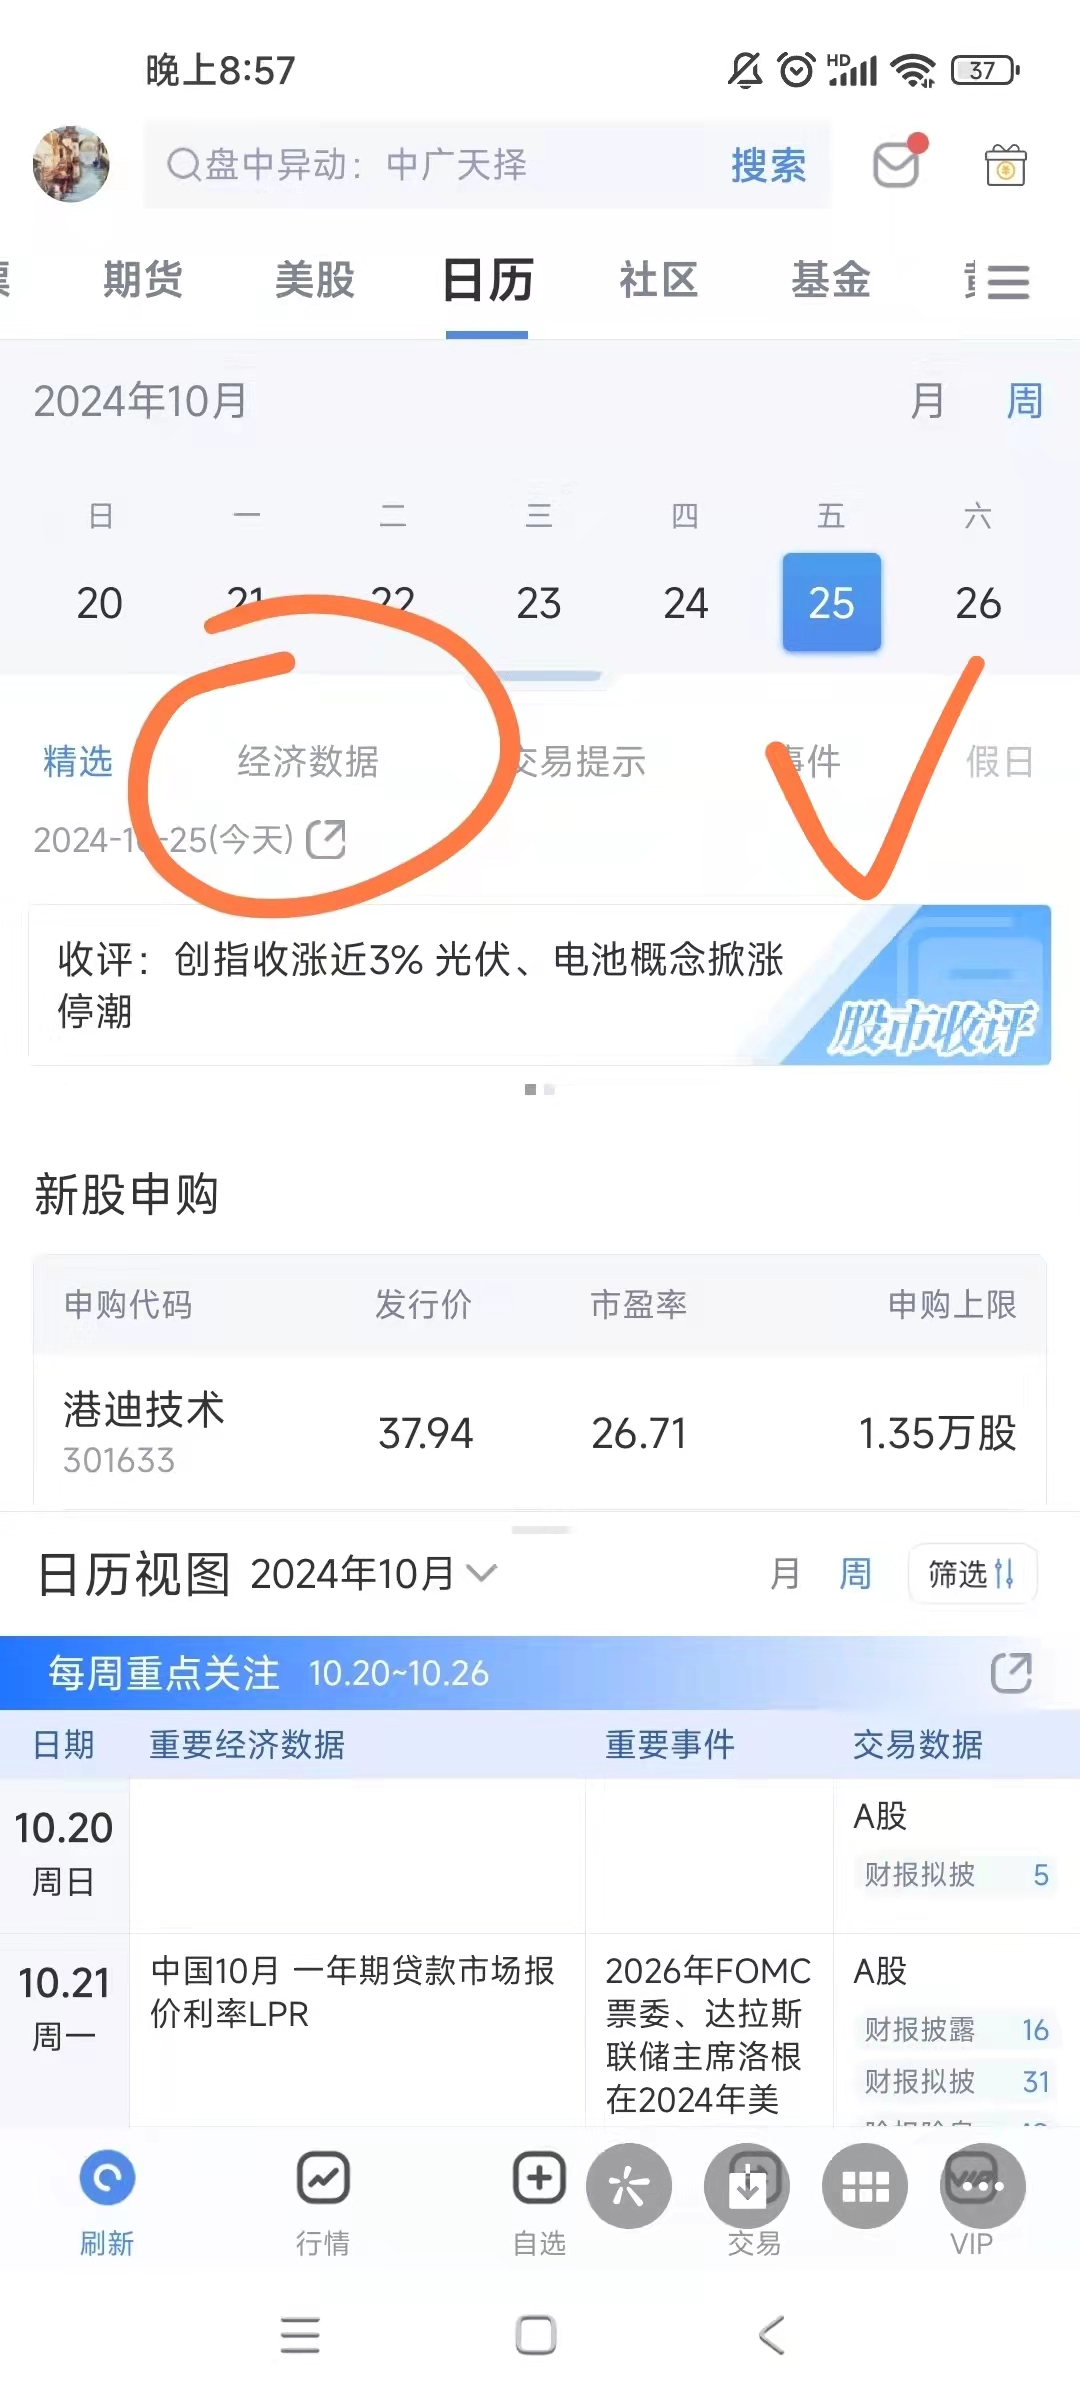 晚上8:57
HD
37
盘中异动：中广天择
搜索
期货
美股
日历
社区
基金
2024年10月
月
周
日
一
二
三
四
五
六
20
21
22
23
24
25
26
精选
经济数据
交易提示
事件
假日
2024-10-25(今天)
收评：创指收涨近3% 光伏、电池概念掀涨
停潮
股市收评
新股申购
申购代码
发行价
市盈率
申购上限
港迪技术
301633
37.94
26.71
1.35万股
日历视图
2024年10月
月
周
筛选
每周重点关注
10.20~10.26
日期
重要经济数据
重要事件
交易数据
10.20
周日
A股
财报拟披 5
10.21
周一
中国10月 一年期贷款市场报
价利率LPR
2026年FOMC
票委、达拉斯
联储主席洛根
在2024年美
A股
财报披露 16
财报拟披 31
刷新
行情
自选
交易
VIP